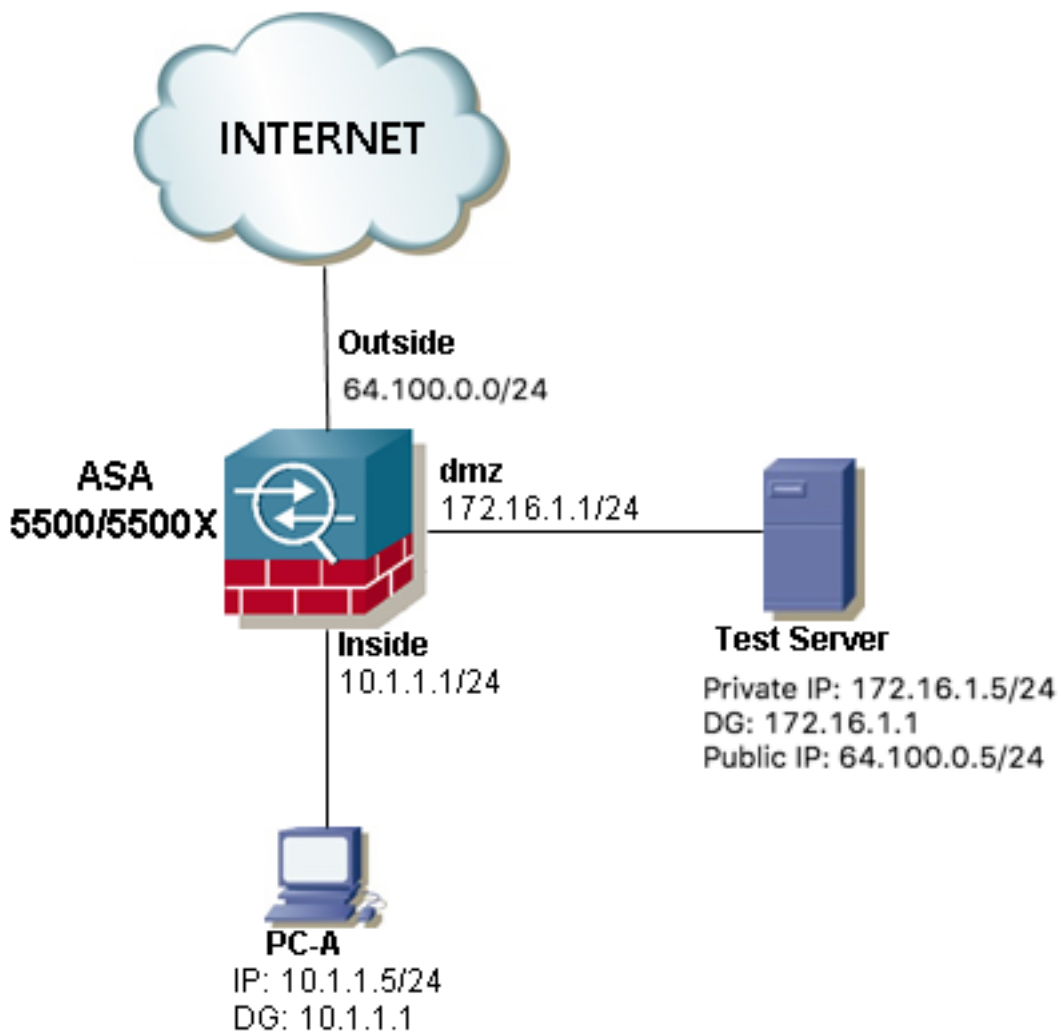 INTERNET
Outside
64.100.0.0/24
ASA
5500/5500X
dmz
172.16.1.1/24
Test Server
Private IP: 172.16.1.5/24
DG: 172.16.1.1
Public IP: 64.100.0.5/24
Inside
10.1.1.1/24
PC-A
IP: 10.1.1.5/24
DG: 10.1.1.1